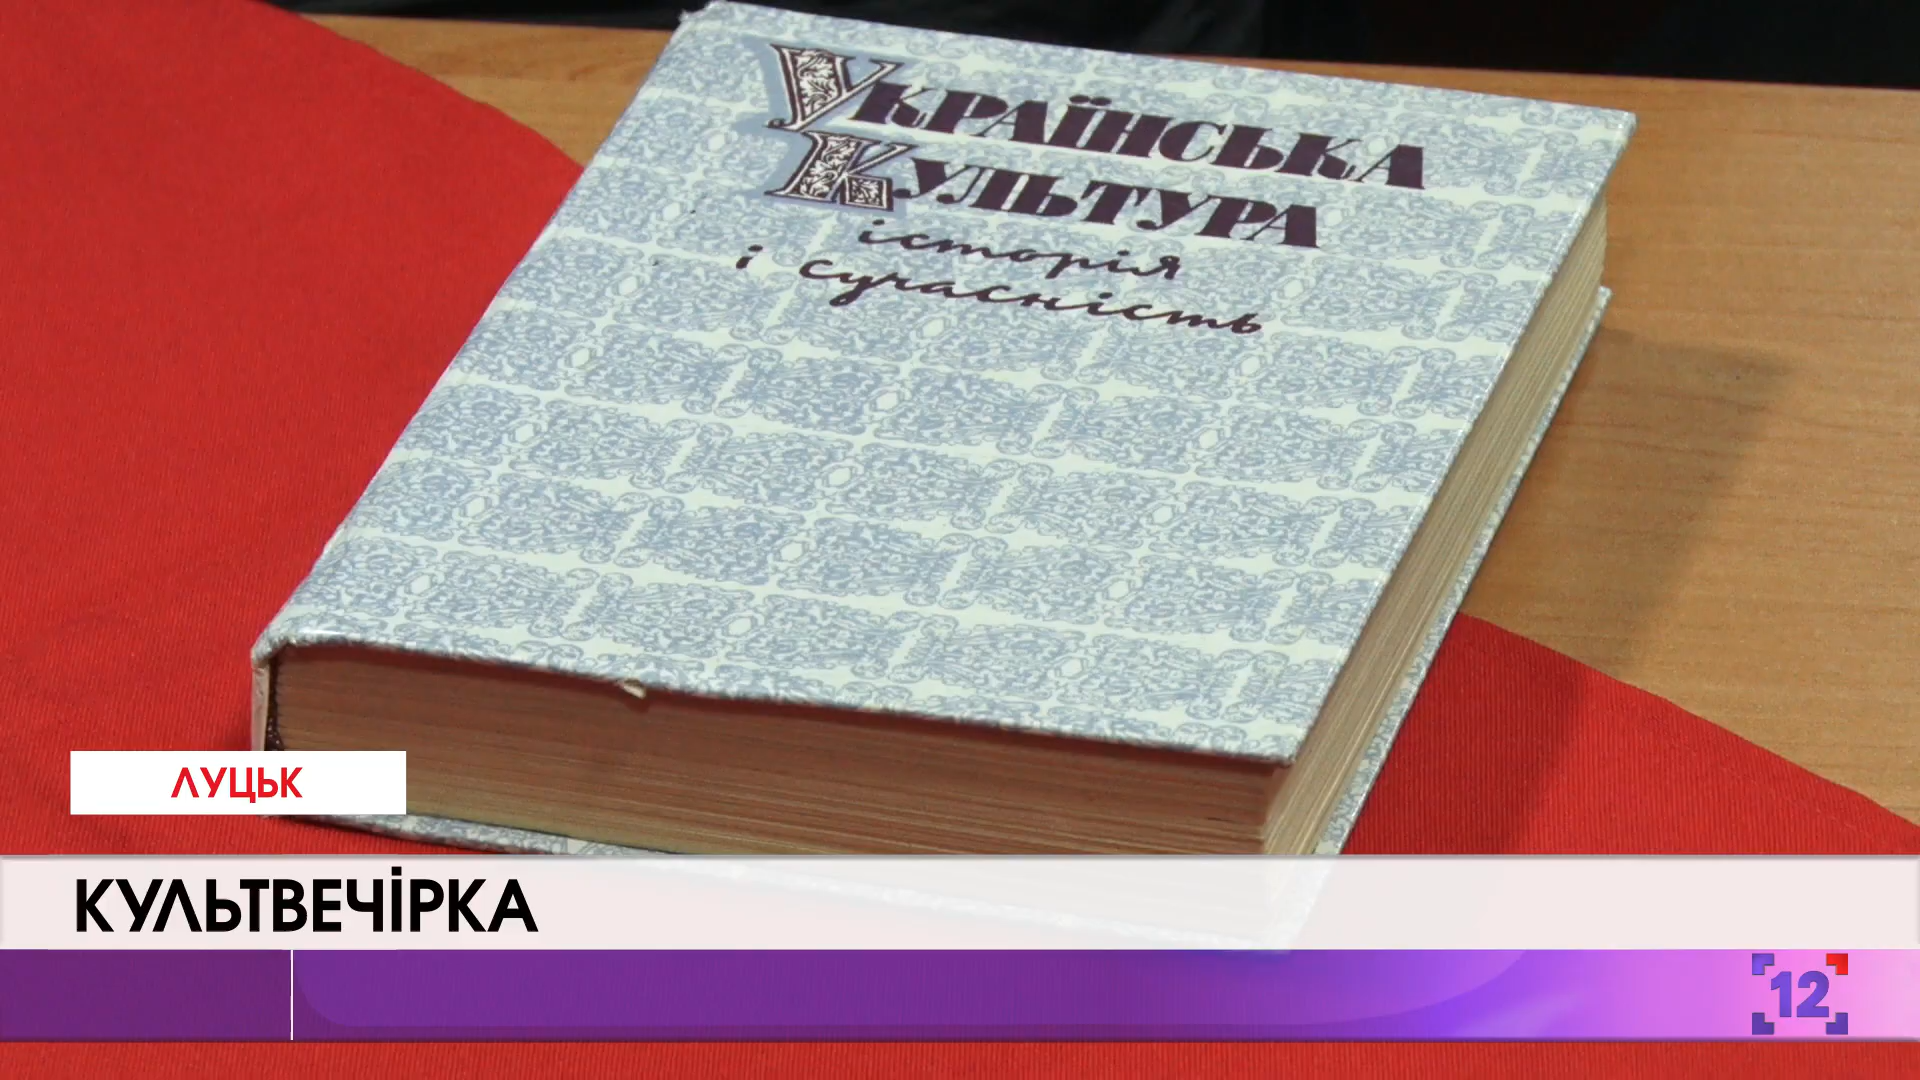 Українська
Культура
історія
і сучасність
ЛУЦЬК
КУЛЬТВЕЧІРКА
12